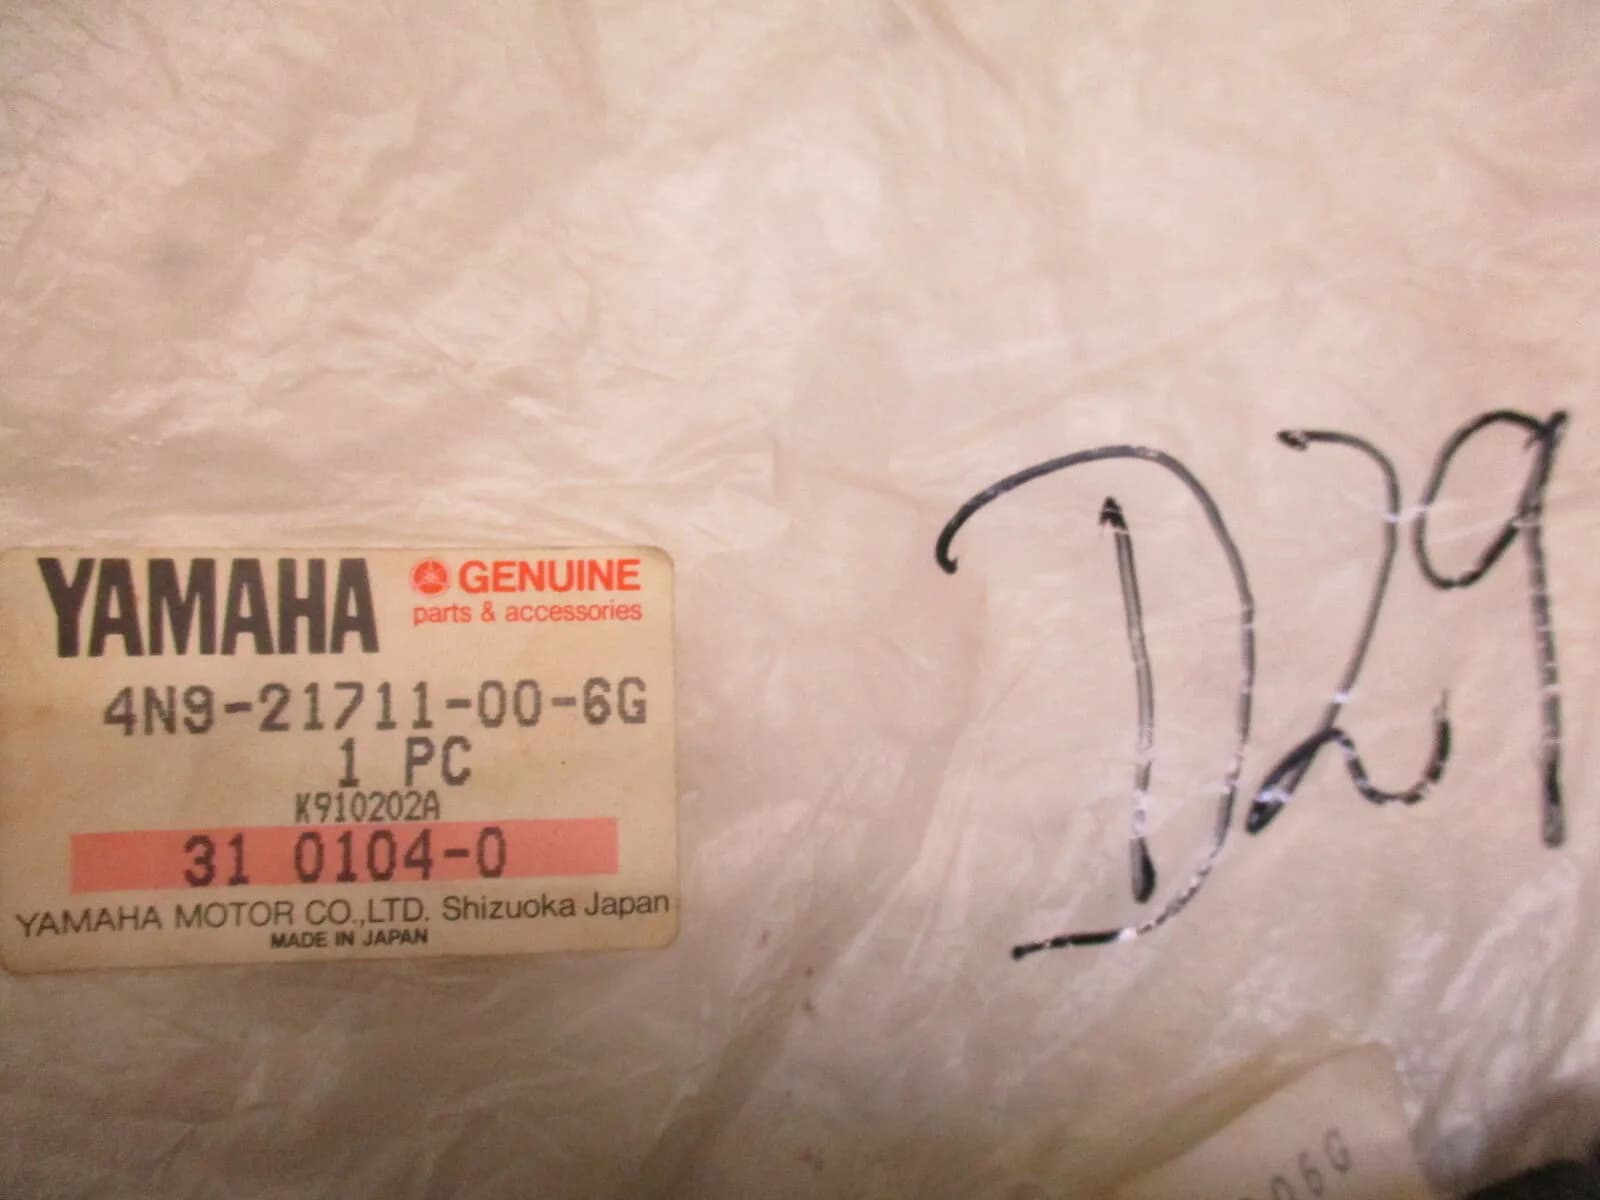 YAMAHA GENUINE
parts & accessories
4N9-21711-00-6G
1 PC
K910202A
31 0104-0
YAMAHA MOTOR CO.,LTD. Shizuoka Japan
MADE IN JAPAN
D29
06G